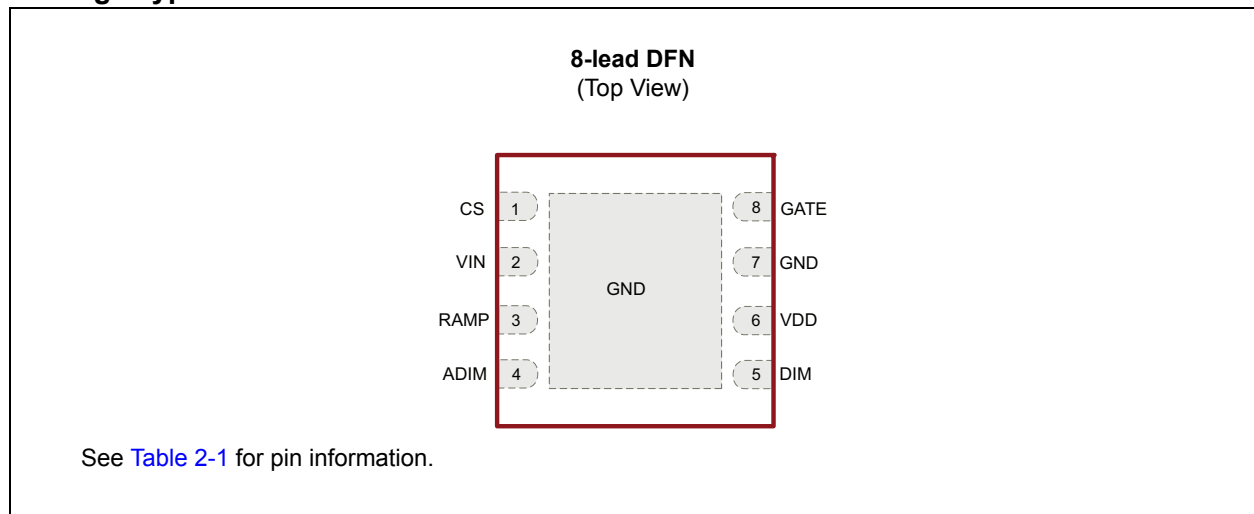 8-lead DFN
(Top View)
CS 1 8 GATE
VIN 2 7 GND
GND
RAMP 3 6 VDD
ADIM 4 5 DIM
See Table 2-1 for pin information.